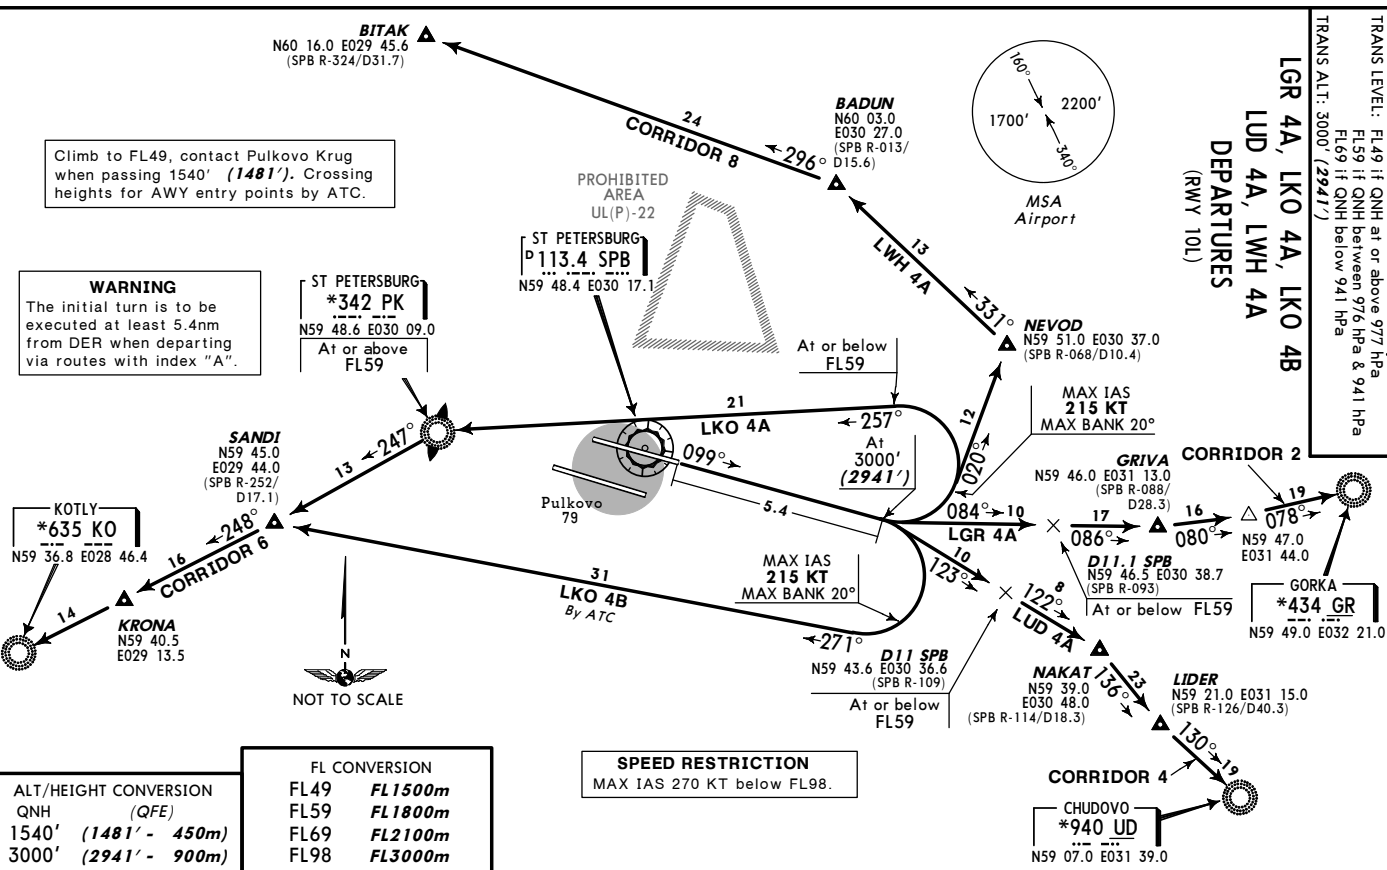 TRANS LEVEL: FL49 if QNH at or above 977 hPa
FL59 if QNH between 976 hPa & 941 hPa
FL69 if QNH below 941 hPa
TRANS ALT: 3000' (2941')
LGR 4A, LKO 4A, LKO 4B
LUD 4A, LWH 4A
DEPARTURES
(RWY 10L)
BITAK
N60 16.0 E029 45.6
(SPB R-324/D31.7)
24
CORRIDOR 8
296°
BADUN
N60 03.0
E030 27.0
(SPB R-013/
D15.6)
160°
2200'
1700'
340°
MSA
Airport
Climb to FL49, contact Pulkovo Krug
when passing 1540' (1481'). Crossing
heights for AWY entry points by ATC.
PROHIBITED
AREA
UL(P)-22
ST PETERSBURG
D 113.4 SPB
N59 48.4 E030 17.1
13
LWH 4A
331°
NEVOD
N59 51.0 E030 37.0
(SPB R-068/D10.4)
WARNING
The initial turn is to be
executed at least 5.4nm
from DER when departing
via routes with index "A".
ST PETERSBURG
*342 PK
N59 48.6 E030 09.0
At or above
FL59
At or below
FL59
MAX IAS
215 KT
MAX BANK 20°
21
LKO 4A
257°
12
020°
At
3000'
(2941')
099°
5.4
Pulkovo
79
SANDI
N59 45.0
E029 44.0
(SPB R-252/
D17.1)
247°
13
248°
16
CORRIDOR 6
KOTLY
*635 KO
N59 36.8 E028 46.4
14
KRONA
N59 40.5
E029 13.5
31
LKO 4B
By ATC
271°
MAX IAS
215 KT
MAX BANK 20°
084°
10
LGR 4A
17
086°
GRIVA
N59 46.0 E031 13.0
(SPB R-088/
D28.3)
CORRIDOR 2
16
080°
19
078°
N59 47.0
E031 44.0
D11.1 SPB
N59 46.5 E030 38.7
(SPB R-093)
At or below FL59
GORKA
*434 GR
N59 49.0 E032 21.0
10
123°
8
122°
LUD 4A
D11 SPB
N59 43.6 E030 36.6
(SPB R-109)
At or below
FL59
NAKAT
N59 39.0
E030 48.0
(SPB R-114/D18.3)
23
136°
LIDER
N59 21.0 E031 15.0
(SPB R-126/D40.3)
130°
19
CORRIDOR 4
CHUDOVO
*940 UD
N59 07.0 E031 39.0
N
NOT TO SCALE
SPEED RESTRICTION
MAX IAS 270 KT below FL98.
ALT/HEIGHT CONVERSION
QNH (QFE)
1540' (1481' - 450m)
3000' (2941' - 900m)
FL CONVERSION
FL49 FL1500m
FL59 FL1800m
FL69 FL2100m
FL98 FL3000m